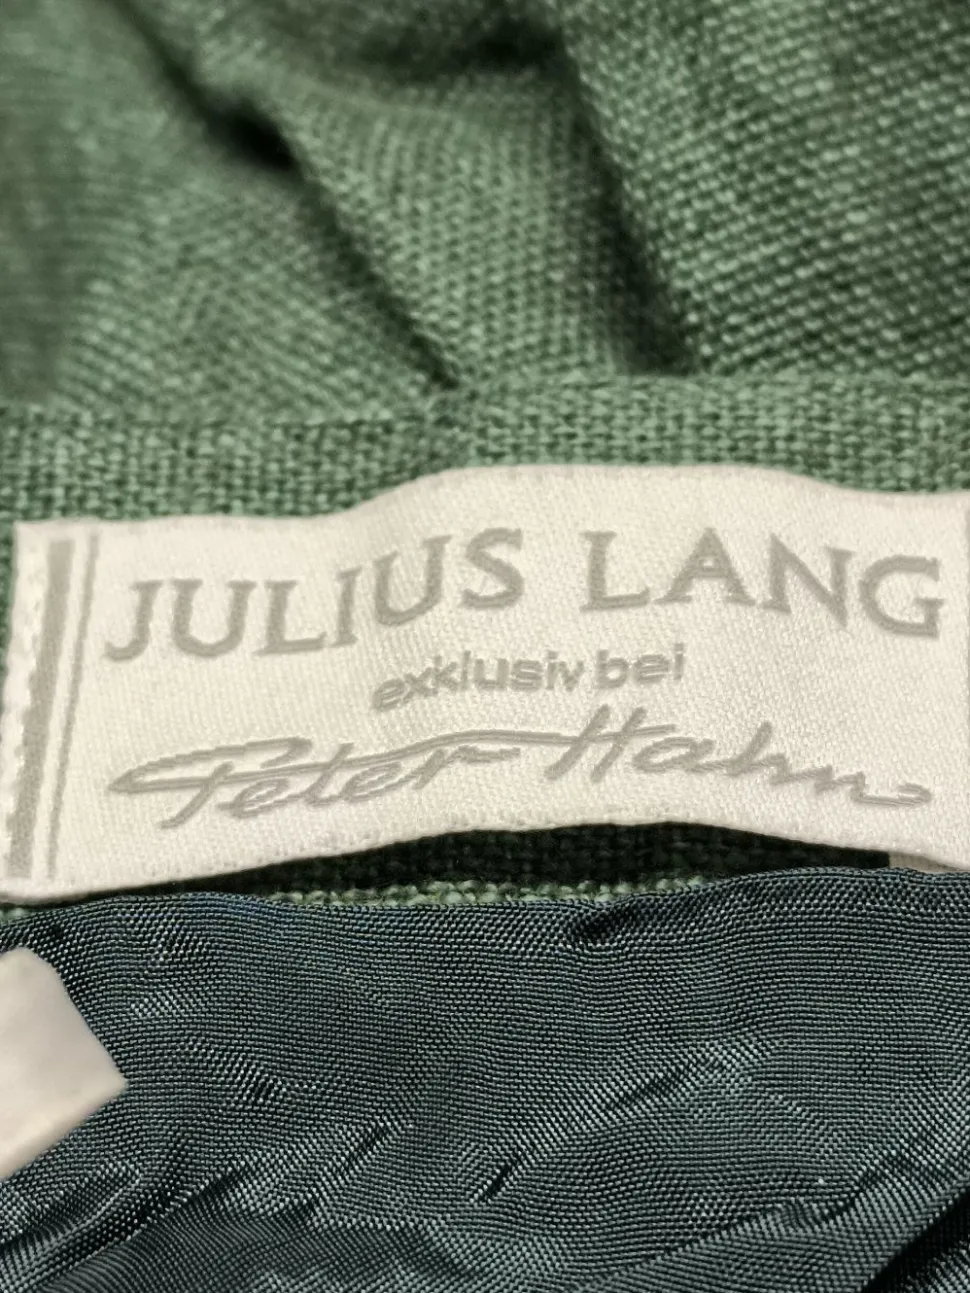 JULIUS LANG
exklusiv bei
Peter Hahn